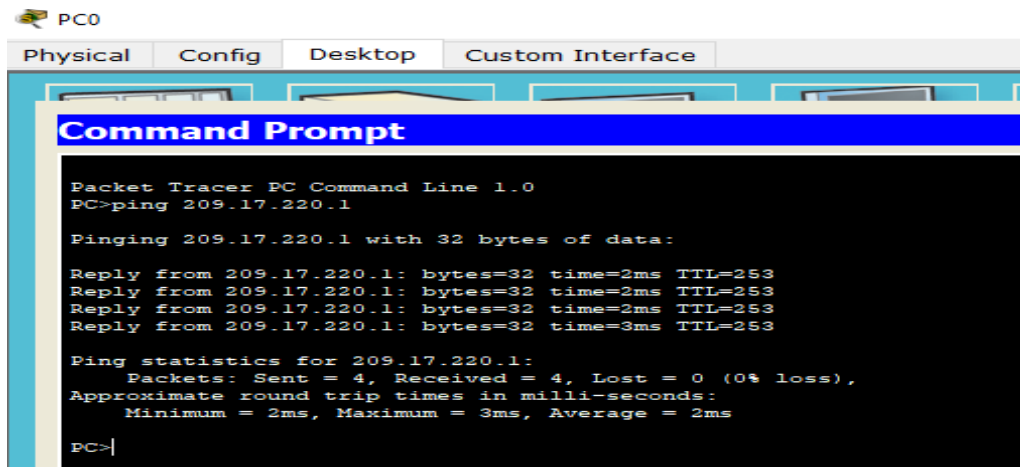 PC0
Physical Config Desktop Custom Interface
Command Prompt
Packet Tracer PC Command Line 1.0
PC>ping 209.17.220.1
Pinging 209.17.220.1 with 32 bytes of data:
Reply from 209.17.220.1: bytes=32 time=2ms TTL=253
Reply from 209.17.220.1: bytes=32 time=2ms TTL=253
Reply from 209.17.220.1: bytes=32 time=2ms TTL=253
Reply from 209.17.220.1: bytes=32 time=3ms TTL=253
Ping statistics for 209.17.220.1:
Packets: Sent = 4, Received = 4, Lost = 0 (0% loss),
Approximate round trip times in milli-seconds:
Minimum = 2ms, Maximum = 3ms, Average = 2ms
PC>